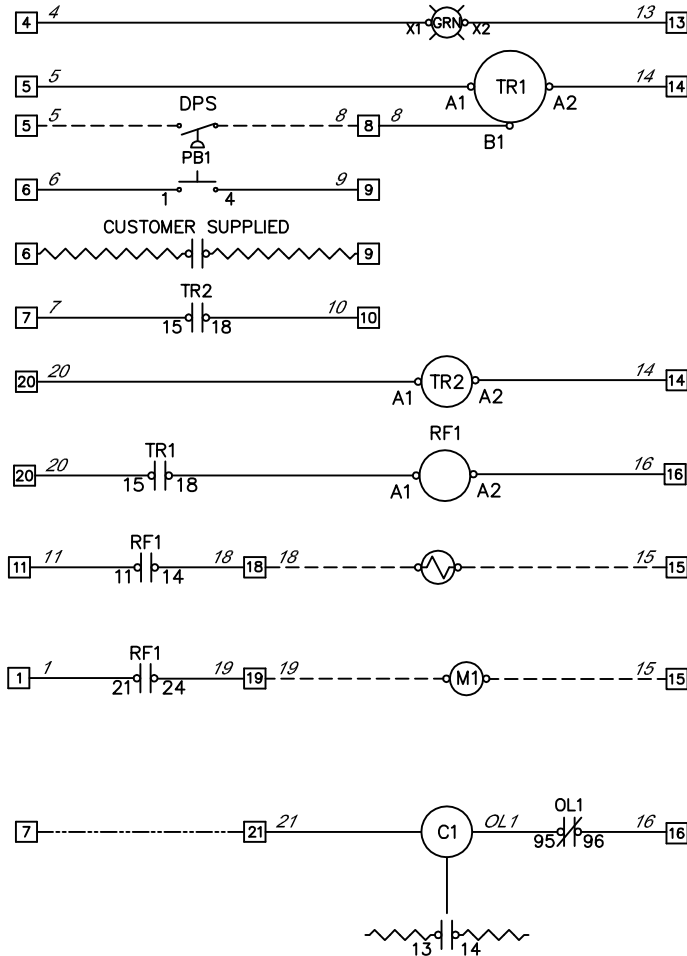 4 4 X1 GRN X2 13 13
5 5 A1 TR1 A2 14 14
DPS
5 5 8 8 8 B1
PB1
6 6 1 4 9 9
CUSTOMER SUPPLIED
6 9
TR2
7 7 15 18 10 10
20 20 A1 TR2 A2 14 14
RF1
TR1
20 20 15 18 A1 A2 16 16
RF1
11 11 11 14 18 18 18 15 15
RF1
1 1 21 24 19 19 19 M1 15 15
OL1
7 21 21 C1 OL1 95 96 16 16
13 14